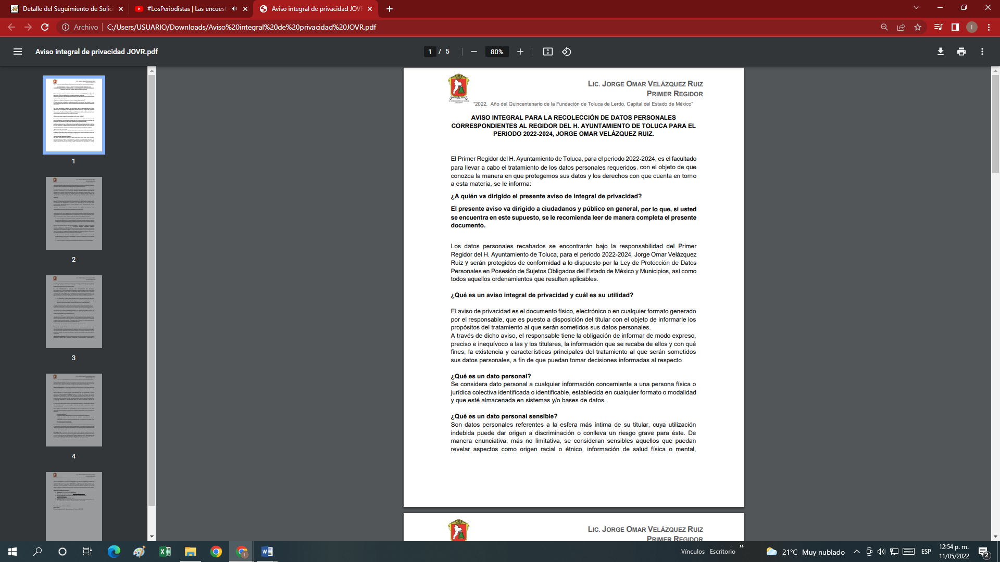 Detalle del Seguimiento de Solici
#LosPeriodistas | Las encuest
Aviso integral de privacidad JOVR
Archivo
C:/Users/USUARIO/Downloads/Aviso%20integral%20de%20privacidad%20JOVR.pdf
I
Aviso integral de privacidad JOVR.pdf
1 / 5
80%
1
2
3
4
LIC. JORGE OMAR VELÁZQUEZ RUIZ
PRIMER REGIDOR
"2022. Año del Quincentenario de la Fundación de Toluca de Lerdo, Capital del Estado de México"
AVISO INTEGRAL PARA LA RECOLECCIÓN DE DATOS PERSONALES
CORRESPONDIENTES AL REGIDOR DEL H. AYUNTAMIENTO DE TOLUCA PARA EL
PERIODO 2022-2024, JORGE OMAR VELÁZQUEZ RUIZ.
El Primer Regidor del H. Ayuntamiento de Toluca, para el periodo 2022-2024, es el facultado
para llevar a cabo el tratamiento de los datos personales requeridos, con el objeto de que
conozca la manera en que protegemos sus datos y los derechos con que cuenta en torno
a esta materia, se le informa:
¿A quién va dirigido el presente aviso de integral de privacidad?
El presente aviso va dirigido a ciudadanos y público en general, por lo que, si usted
se encuentra en este supuesto, se le recomienda leer de manera completa el presente
documento.
Los datos personales recabados se encontrarán bajo la responsabilidad del Primer
Regidor del H. Ayuntamiento de Toluca, para el periodo 2022-2024, Jorge Omar Velázquez
Ruiz y serán protegidos de conformidad a lo dispuesto por la Ley de Protección de Datos
Personales en Posesión de Sujetos Obligados del Estado de México y Municipios, así como
todos aquellos ordenamientos que resulten aplicables.
¿Qué es un aviso integral de privacidad y cuál es su utilidad?
El aviso de privacidad es el documento físico, electrónico o en cualquier formato generado
por el responsable, que es puesto a disposición del titular con el objeto de informarle los
propósitos del tratamiento al que serán sometidos sus datos personales.
A través de dicho aviso, el responsable tiene la obligación de informar de modo expreso,
preciso e inequívoco a las y los titulares, la información que se recaba de ellos y con qué
fines, la existencia y características principales del tratamiento al que serán sometidos
sus datos personales, a fin de que puedan tomar decisiones informadas al respecto.
¿Qué es un dato personal?
Se considera dato personal a cualquier información concerniente a una persona física o
jurídica colectiva identificada o identificable, establecida en cualquier formato o modalidad
y que esté almacenada en sistemas y/o bases de datos.
¿Qué es un dato personal sensible?
Son datos personales referentes a la esfera más íntima de su titular, cuya utilización
indebida puede dar origen a discriminación o conlleva un riesgo grave para éste. De
manera enunciativa, más no limitativa, se consideran sensibles aquellos que puedan
revelar aspectos como origen racial o étnico, información de salud física o mental,
LIC. JORGE OMAR VELÁZQUEZ RUIZ
PRIMER REGIDOR
Vínculos
Escritorio
21°C Muy nublado
ESP
12:54 p. m.
11/05/2022
2